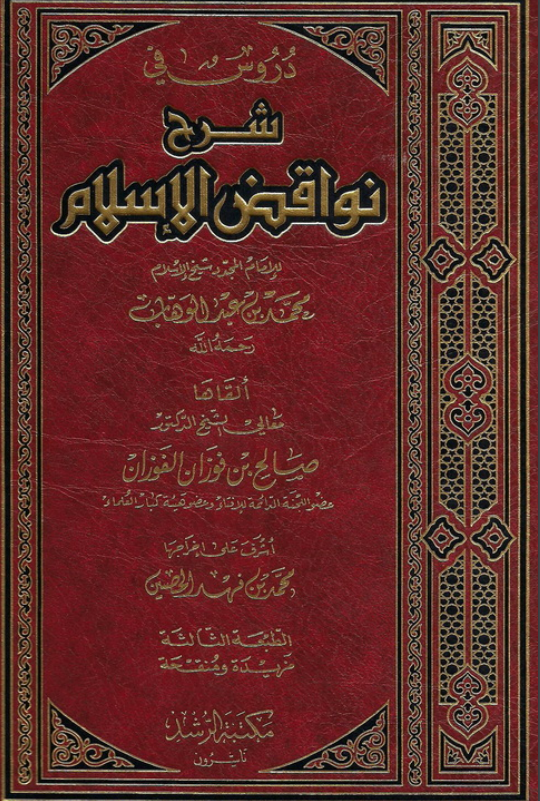 دُرُوس في
شرح
نواقض الإسلام
للإمام المجدد شيخ الإسلام
محمد بن عبد الوهاب
رحمه الله
ألقاها
معالي الشيخ الدكتور
صالح بن فوزان الفوزان
عضو اللجنة الدائمة للإفتاء وعضو هيئة كبار العلماء
أشرف على إخراجها
محمد بن فهد الحصين
الطبعة الثالثة
مزيدة ومنقحة
مكتبة الرشد
ناشرون